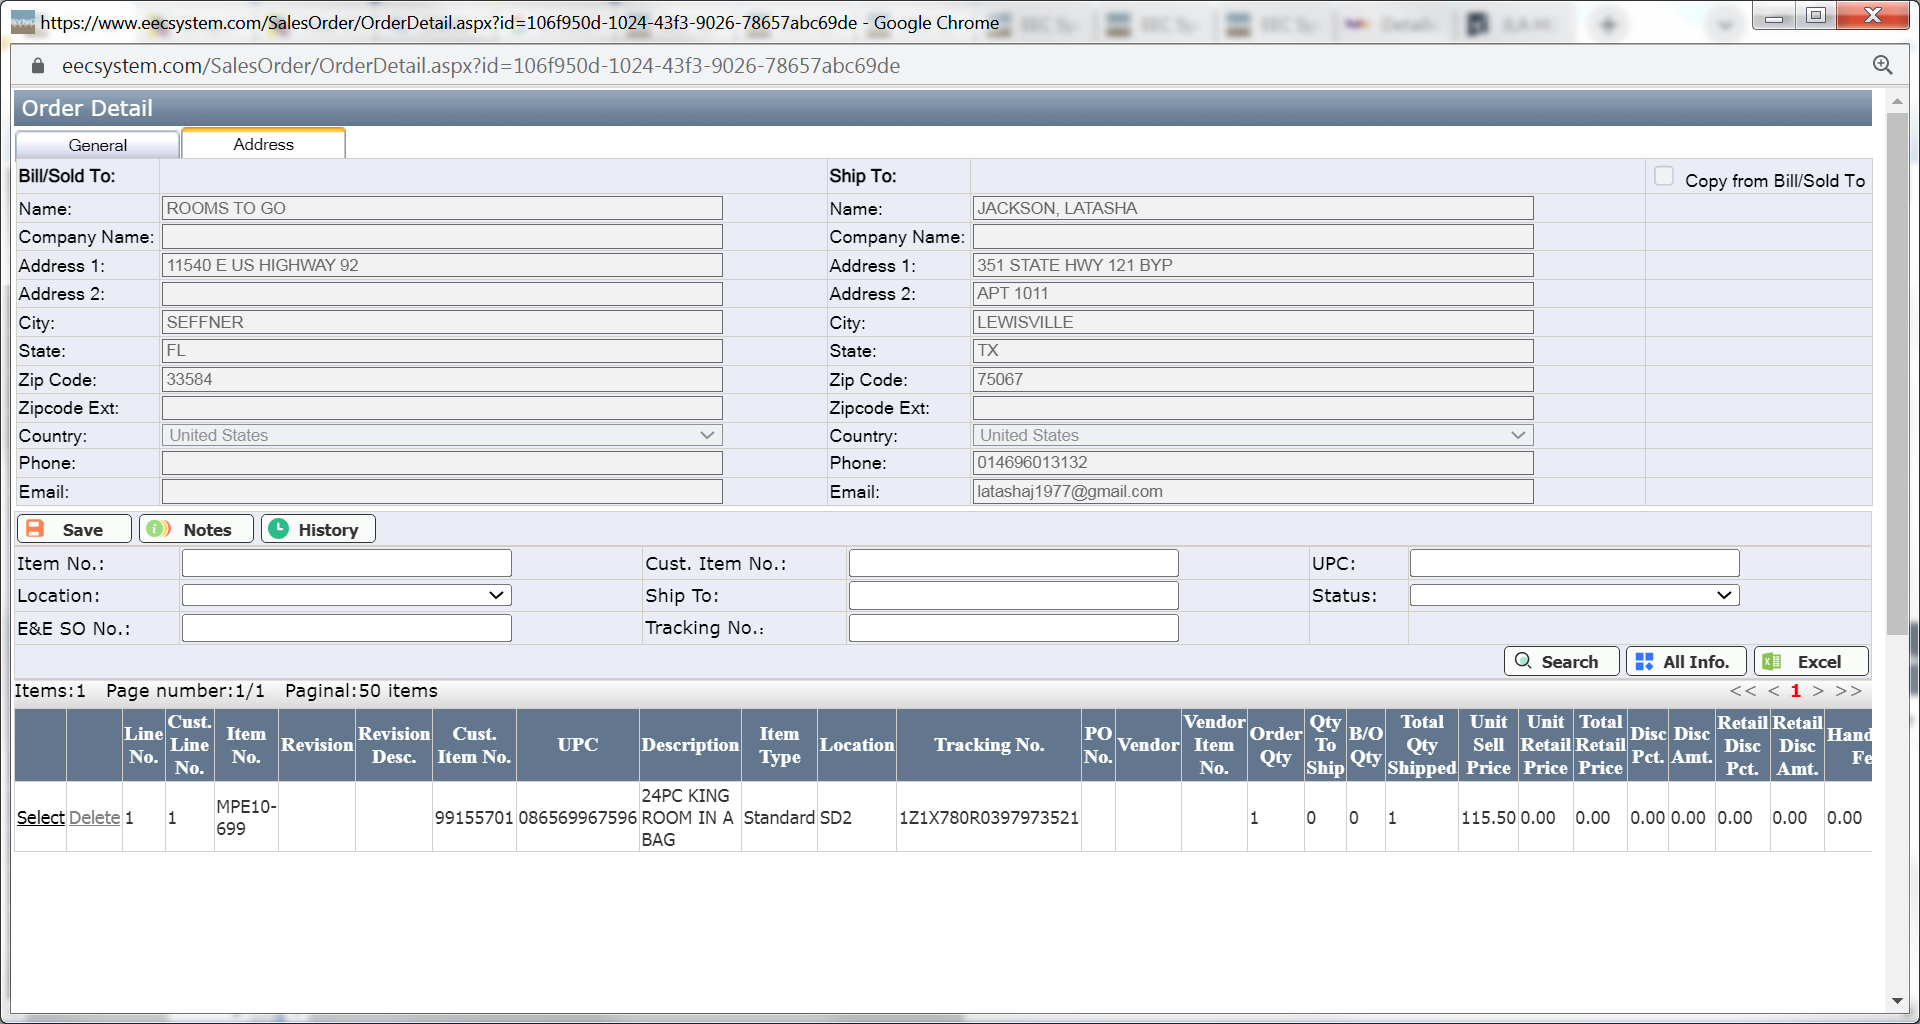 https://www.eecsystem.com/SalesOrder/OrderDetail.aspx?id=106f950d-1024-43f3-9026-78657abc69de - Google Chrome
eecsystem.com/SalesOrder/OrderDetail.aspx?id=106f950d-1024-43f3-9026-78657abc69de
Order Detail
General Address
Bill/Sold To: Ship To: Copy from Bill/Sold To
Name: ROOMS TO GO Name: JACKSON, LATASHA
Company Name: Company Name:
Address 1: 11540 E US HIGHWAY 92 Address 1: 351 STATE HWY 121 BYP
Address 2: Address 2: APT 1011
City: SEFFNER City: LEWISVILLE
State: FL State: TX
Zip Code: 33584 Zip Code: 75067
Zipcode Ext: Zipcode Ext:
Country: United States Country: United States
Phone: Phone: 014696013132
Email: Email: latashaj1977@gmail.com
Save Notes History
Item No.: Cust. Item No.: UPC:
Location: Ship To: Status:
E&E SO No.: Tracking No.:
Search All Info. Excel
Items:1 Page number:1/1 Paginal:50 items << < 1 > >>
Line No. Cust. Line No. Item No. Revision Revision Desc. Cust. Item No. UPC Description Item Type Location Tracking No. PO No. Vendor Vendor Item No. Order Qty Qty To Ship B/O Qty Total Qty Shipped Unit Sell Price Unit Retail Price Total Retail Price Disc Pct. Disc Amt. Retail Disc Pct. Retail Disc Amt. Hand Fe
Select Delete 1 1 MPE10-699 99155701 086569967596 24PC KING ROOM IN A BAG Standard SD2 1Z1X780R0397973521 1 0 0 1 115.50 0.00 0.00 0.00 0.00 0.00 0.00 0.00